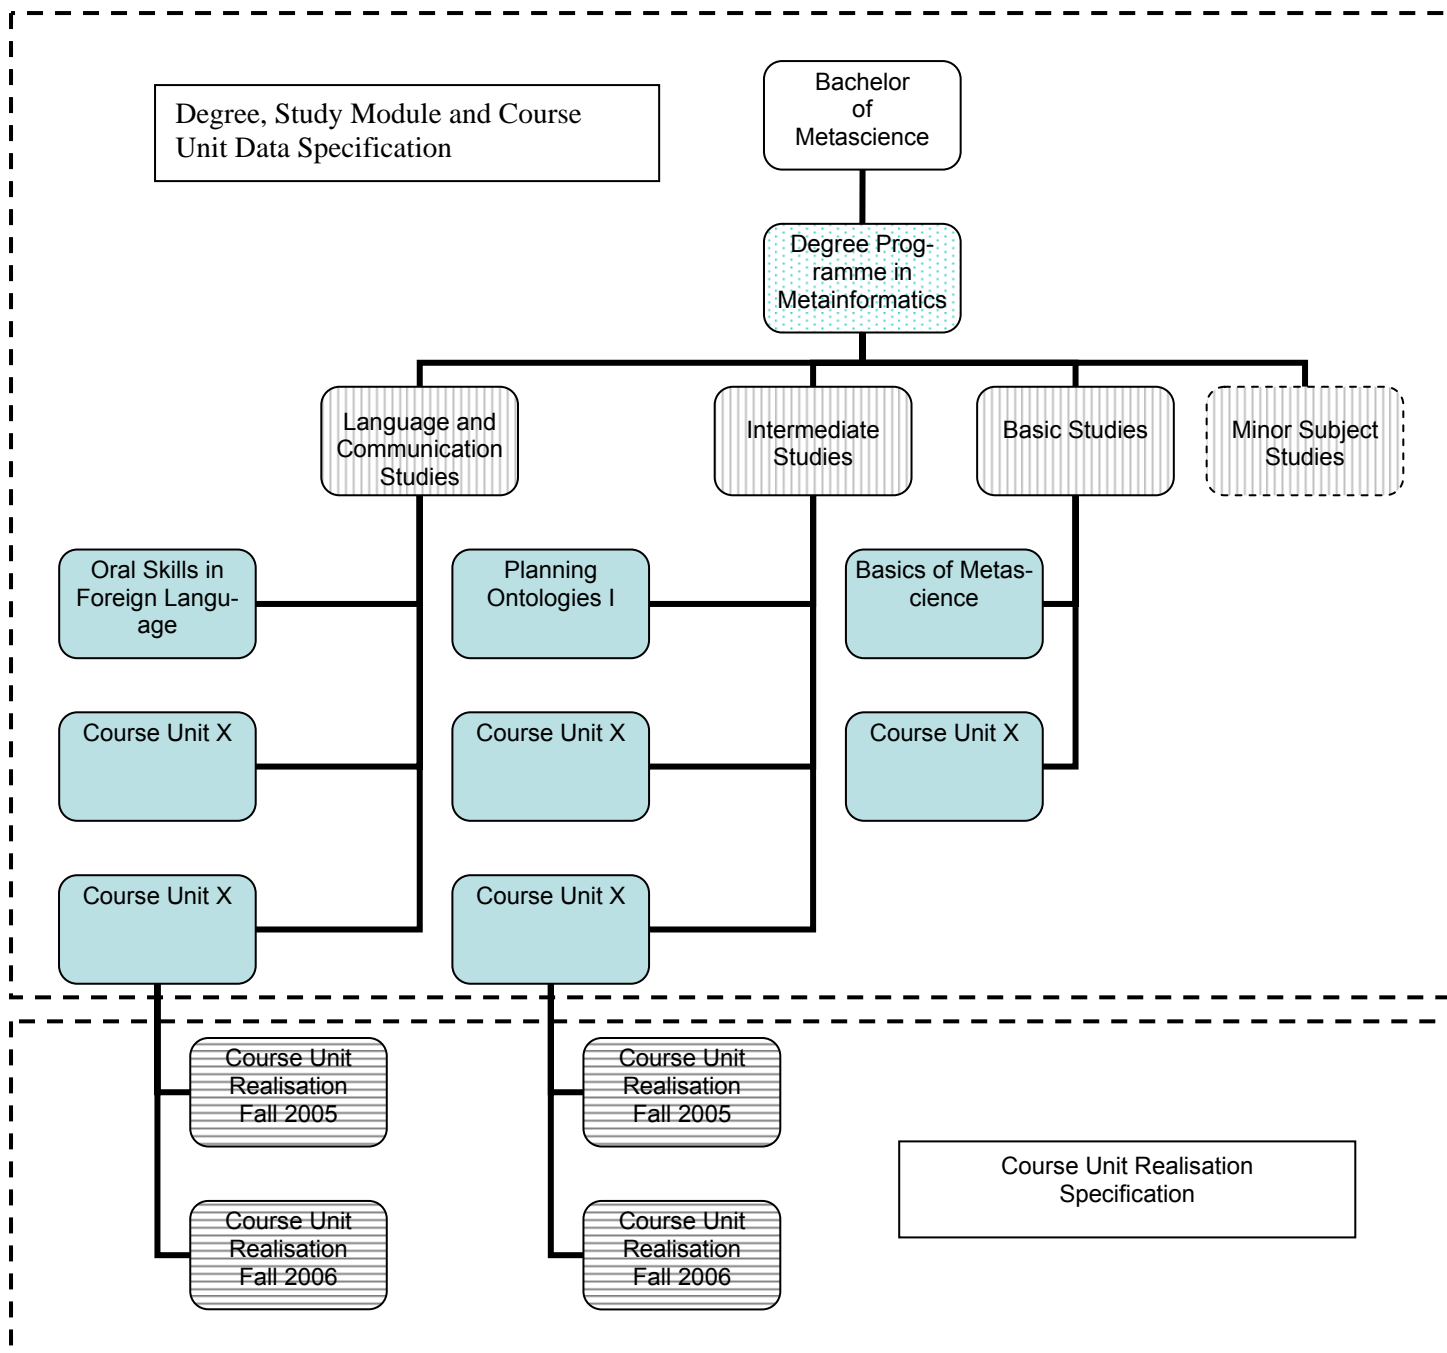 Degree, Study Module and Course
Unit Data Specification
Bachelor
of
Metascience
Degree Prog-
ramme in
Metainformatics
Language and
Communication
Studies
Intermediate
Studies
Basic Studies
Minor Subject
Studies
Oral Skills in
Foreign Langu-
age
Planning
Ontologies I
Basics of Metas-
cience
Course Unit X
Course Unit X
Course Unit X
Course Unit X
Course Unit X
Course Unit
Realisation
Fall 2005
Course Unit
Realisation
Fall 2005
Course Unit Realisation
Specification
Course Unit
Realisation
Fall 2006
Course Unit
Realisation
Fall 2006